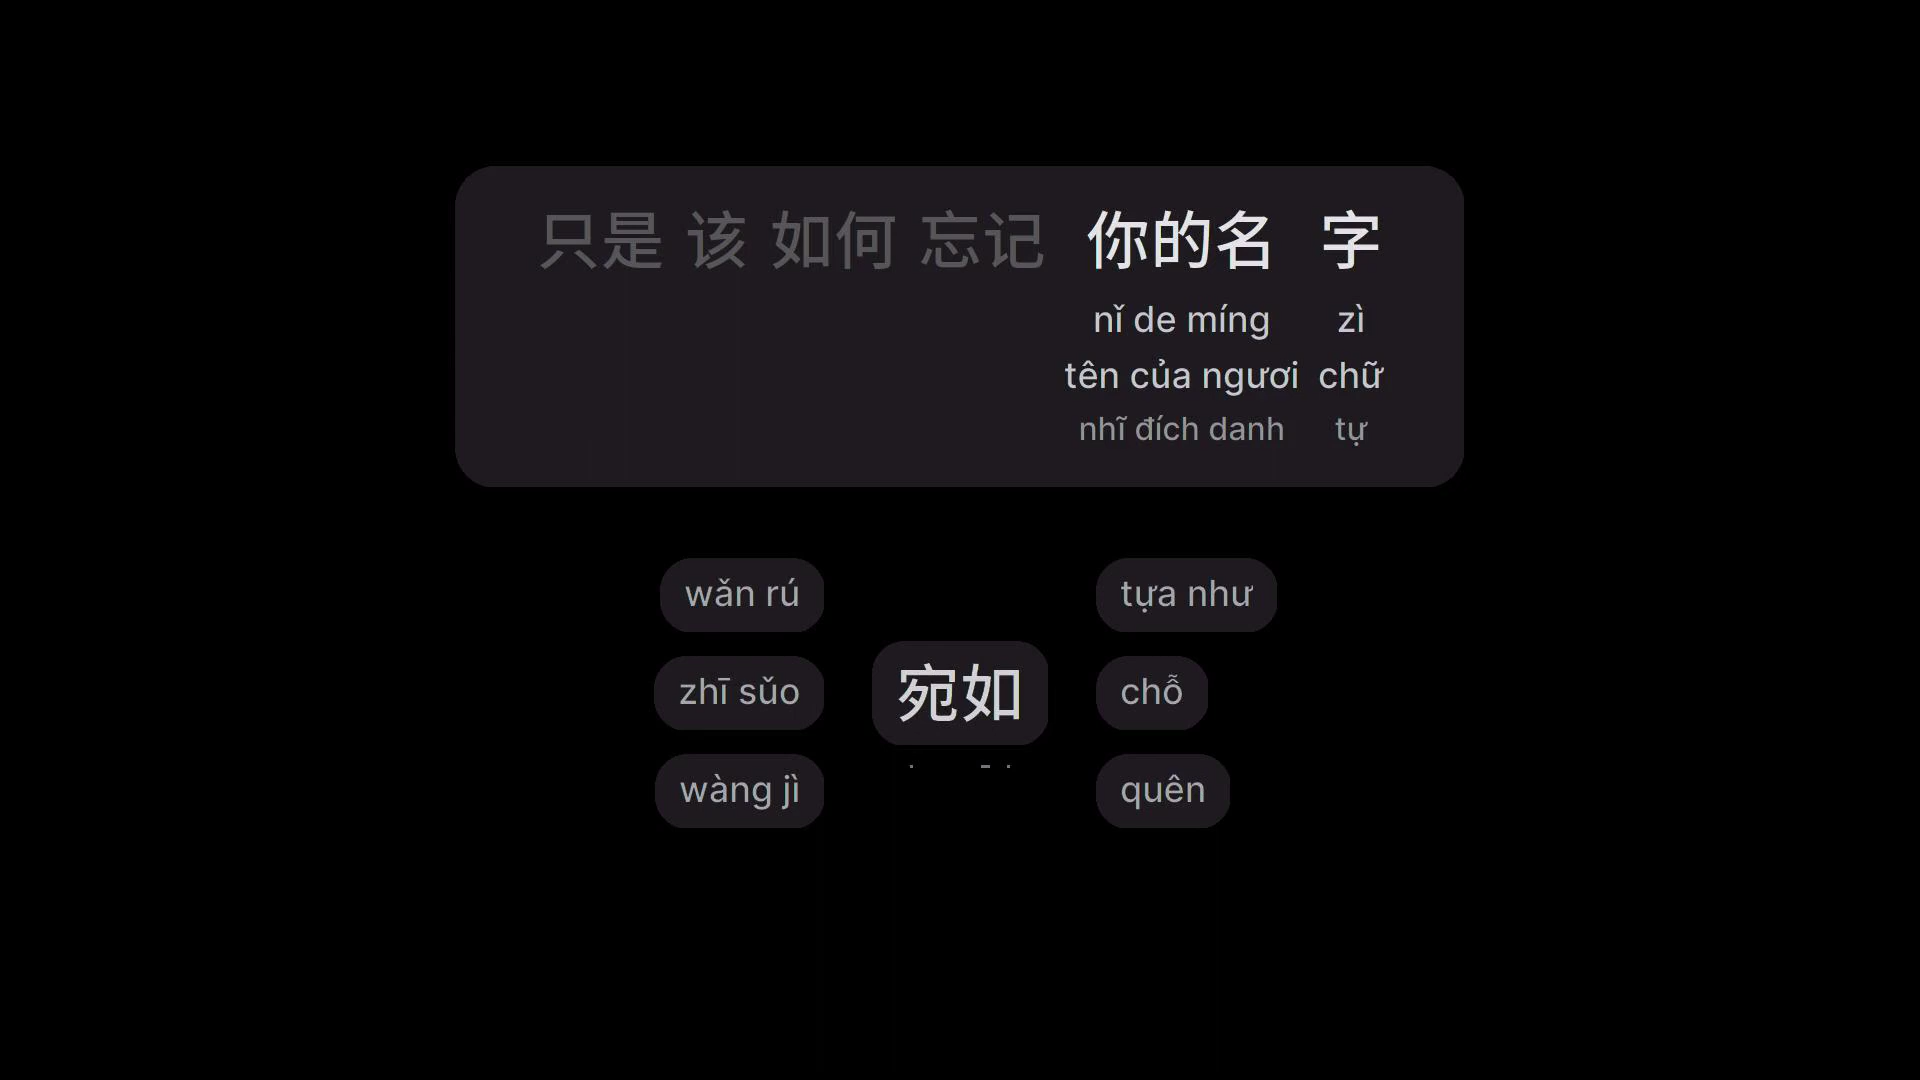 只是 该 如何 忘记 你的名 字
nǐ de míng zì
tên của ngươi chữ
nhĩ đích danh tự
wǎn rú
zhī sǔo
wàng jì
宛如
tựa như
chỗ
quên